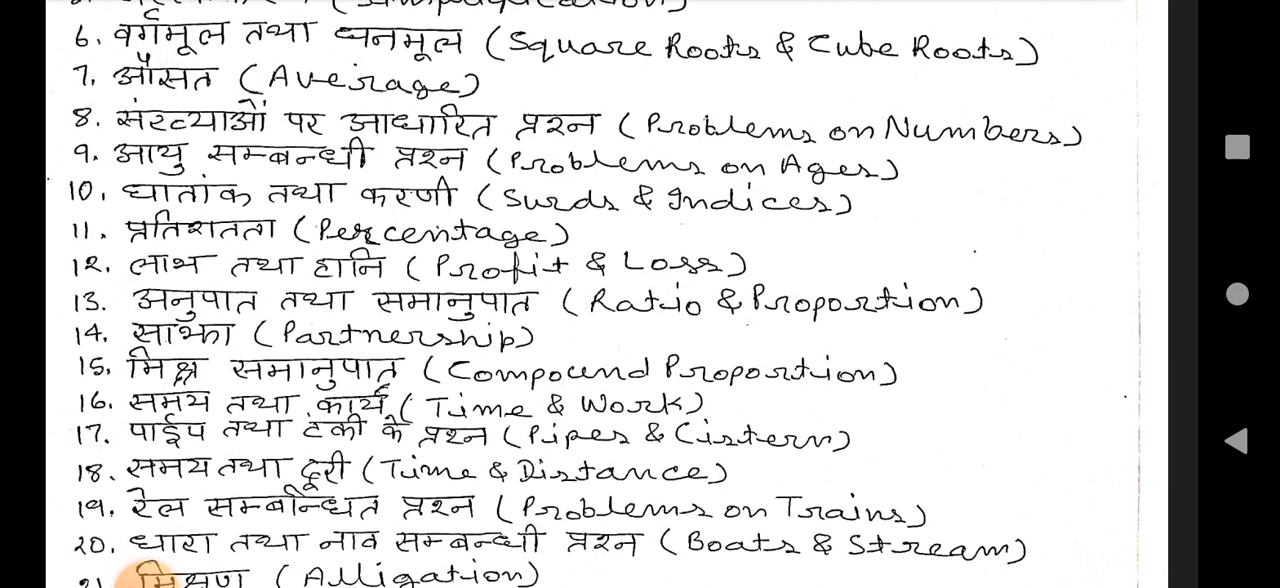 (Simplification)
6. वर्गमूल तथा घनमूल (Square Roots & Cube Roots)
7. औसत (Average)
8. संख्याओं पर आधारित प्रश्न (Problems on Numbers)
9. आयु सम्बन्धी प्रश्न (Problems on Ages)
10. घातांक तथा करणी (Surds & Indices)
11. प्रतिशतता (Percentage)
12. लाभ तथा हानि (Profit & Loss)
13. अनुपात तथा समानुपात (Ratio & Proportion)
14. साझा (Partnership)
15. मिश्र समानुपात (Compound Proportion)
16. समय तथा कार्य (Time & Work)
17. पाईप तथा टंकी के प्रश्न (Pipes & Cistern)
18. समय तथा दूरी (Time & Distance)
19. रेल सम्बन्धित प्रश्न (Problems on Trains)
20. धारा तथा नाव सम्बन्धी प्रश्न (Boats & Stream)
21. मिश्रण (Alligation)